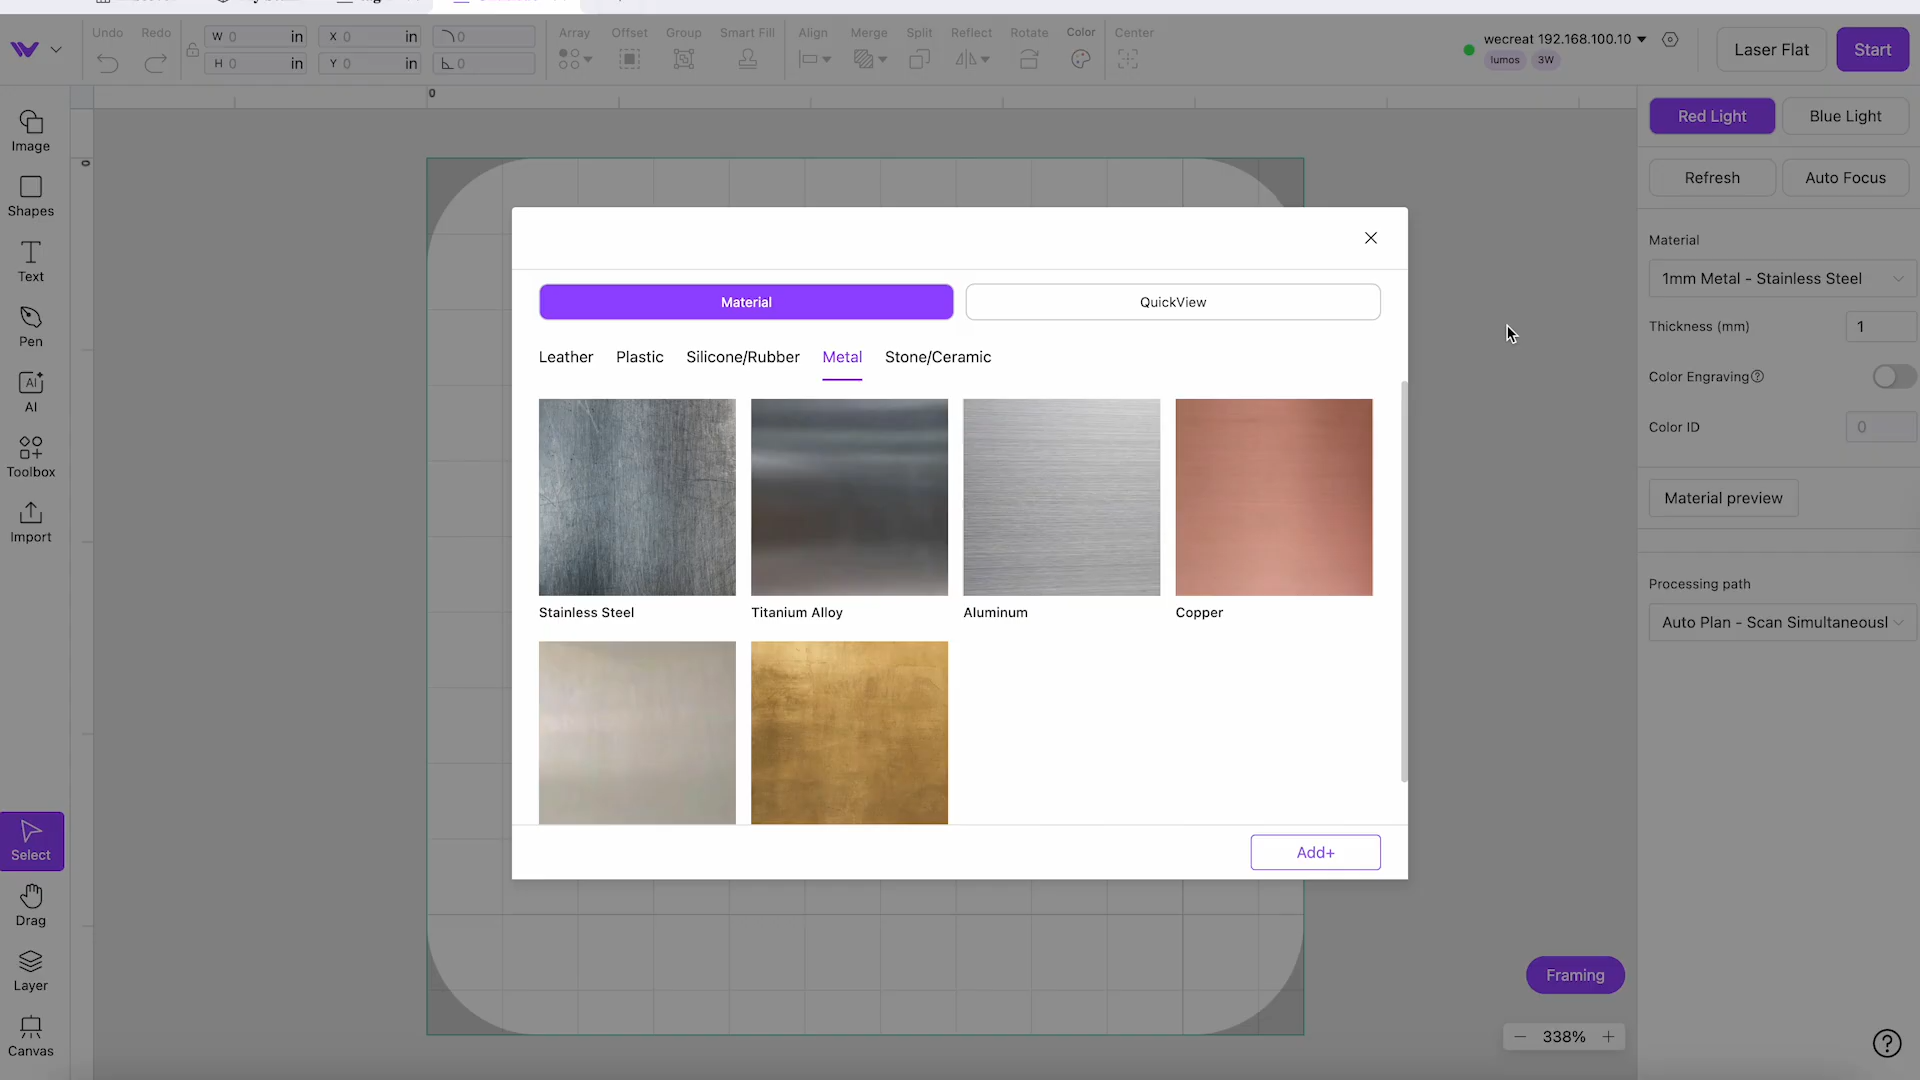 Undo
Redo
W 0 in
X 0 in
0
H 0 in
Y 0 in
0
Array
Offset
Group
Smart Fill
Align
Merge
Split
Reflect
Rotate
Color
Center
wecreat 192.168.100.10
lumos
3W
Laser Flat
Start
0
0
Image
Shapes
Text
Pen
AI
AI
Toolbox
Import
Select
Drag
Layer
Canvas
Material
QuickView
Leather
Plastic
Silicone/Rubber
Metal
Stone/Ceramic
Stainless Steel
Titanium Alloy
Aluminum
Copper
Add+
Red Light
Blue Light
Refresh
Auto Focus
Material
1mm Metal - Stainless Steel
Thickness (mm)
1
Color Engraving
Color ID
0
Material preview
Processing path
Auto Plan - Scan Simultaneousl
Framing
338%